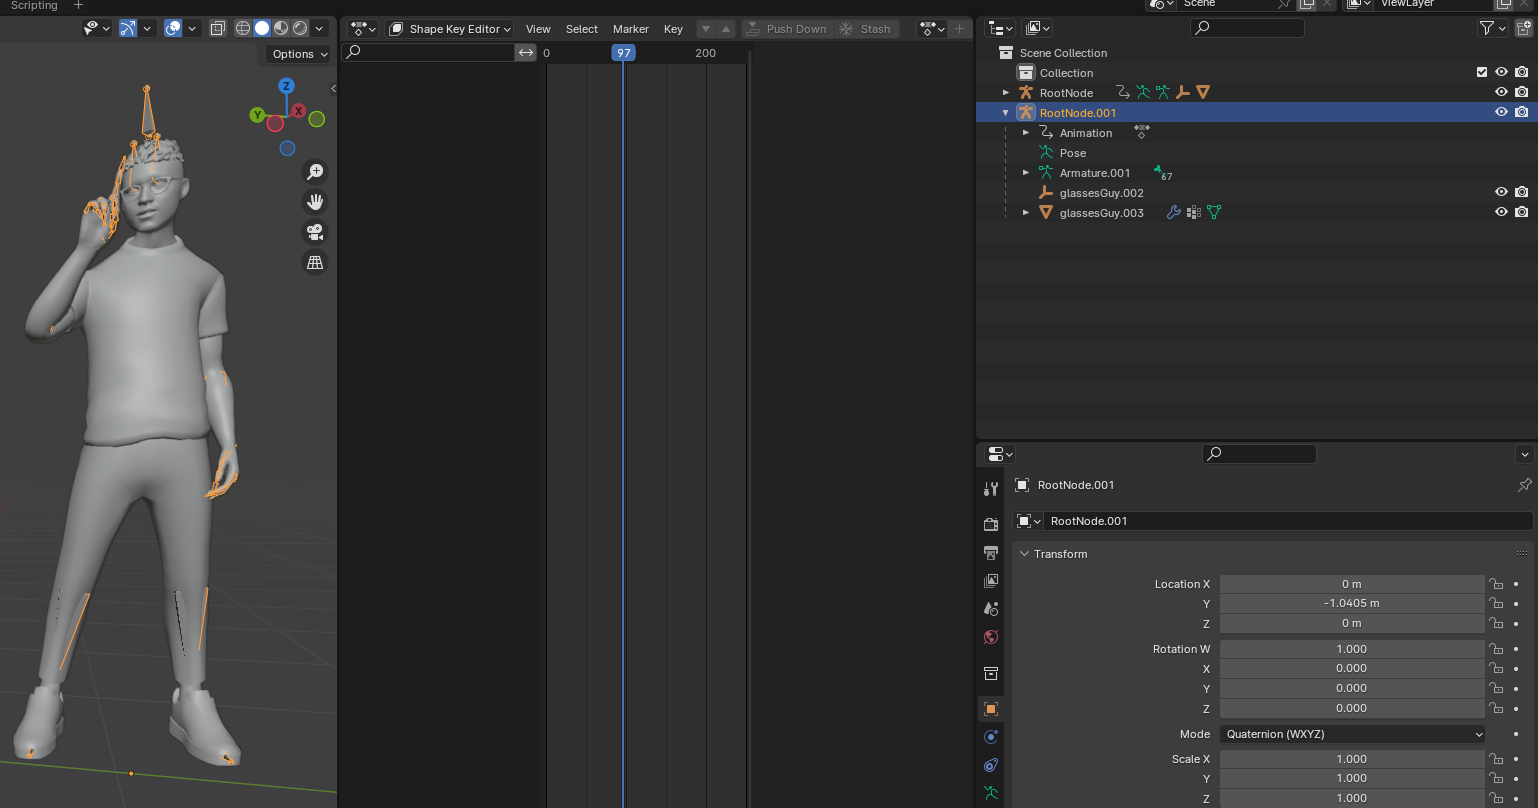 Scripting +
Scene
ViewLayer
Options
Shape Key Editor View Select Marker Key Push Down Stash
0 97 200
Z
Y X
Scene Collection
Collection
RootNode
RootNode.001
Animation
Pose
Armature.001 67
glassesGuy.002
glassesGuy.003
RootNode.001
RootNode.001
Transform
Location X 0 m
Y -1.0405 m
Z 0 m
Rotation W 1.000
X 0.000
Y 0.000
Z 0.000
Mode Quaternion (WXYZ)
Scale X 1.000
Y 1.000
Z 1.000